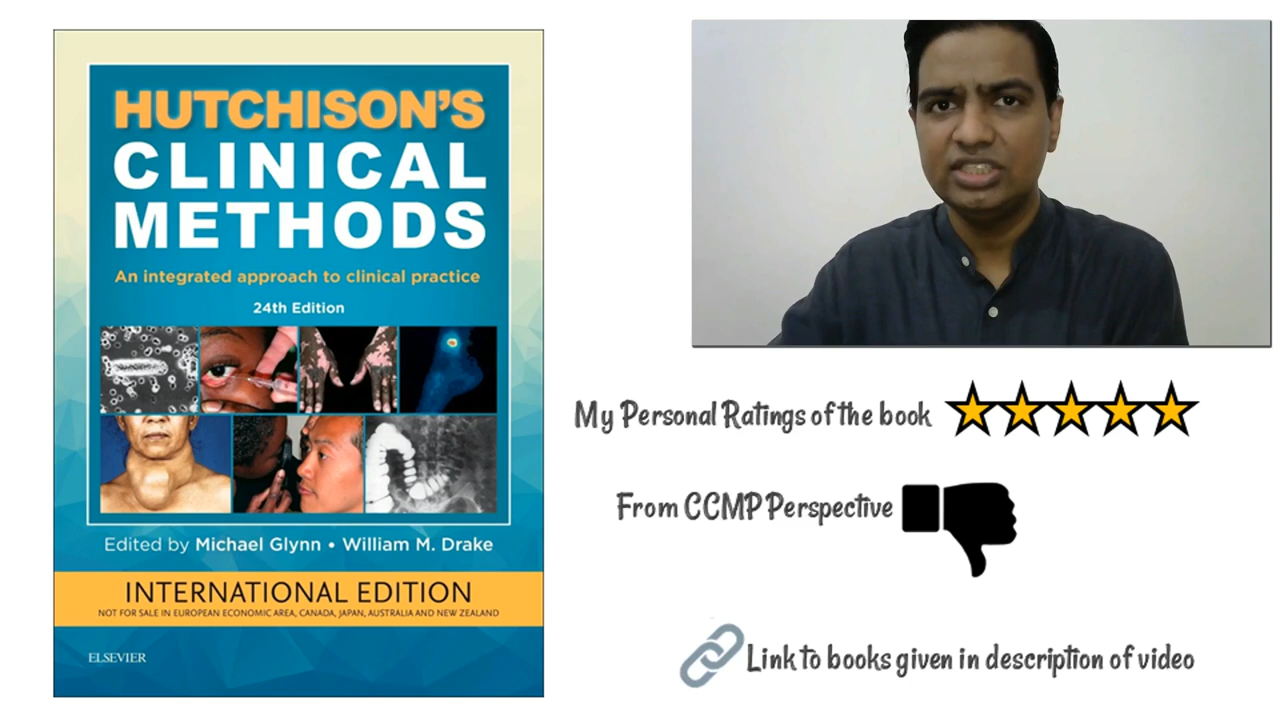 HUTCHISON'S
CLINICAL
METHODS
An integrated approach to clinical practice
24th Edition
Edited by Michael Glynn • William M. Drake
INTERNATIONAL EDITION
NOT FOR SALE IN EUROPEAN ECONOMIC AREA, CANADA, JAPAN, AUSTRALIA AND NEW ZEALAND
ELSEVIER
My Personal Ratings of the book
From CCMP Perspective
Link to books given in description of video